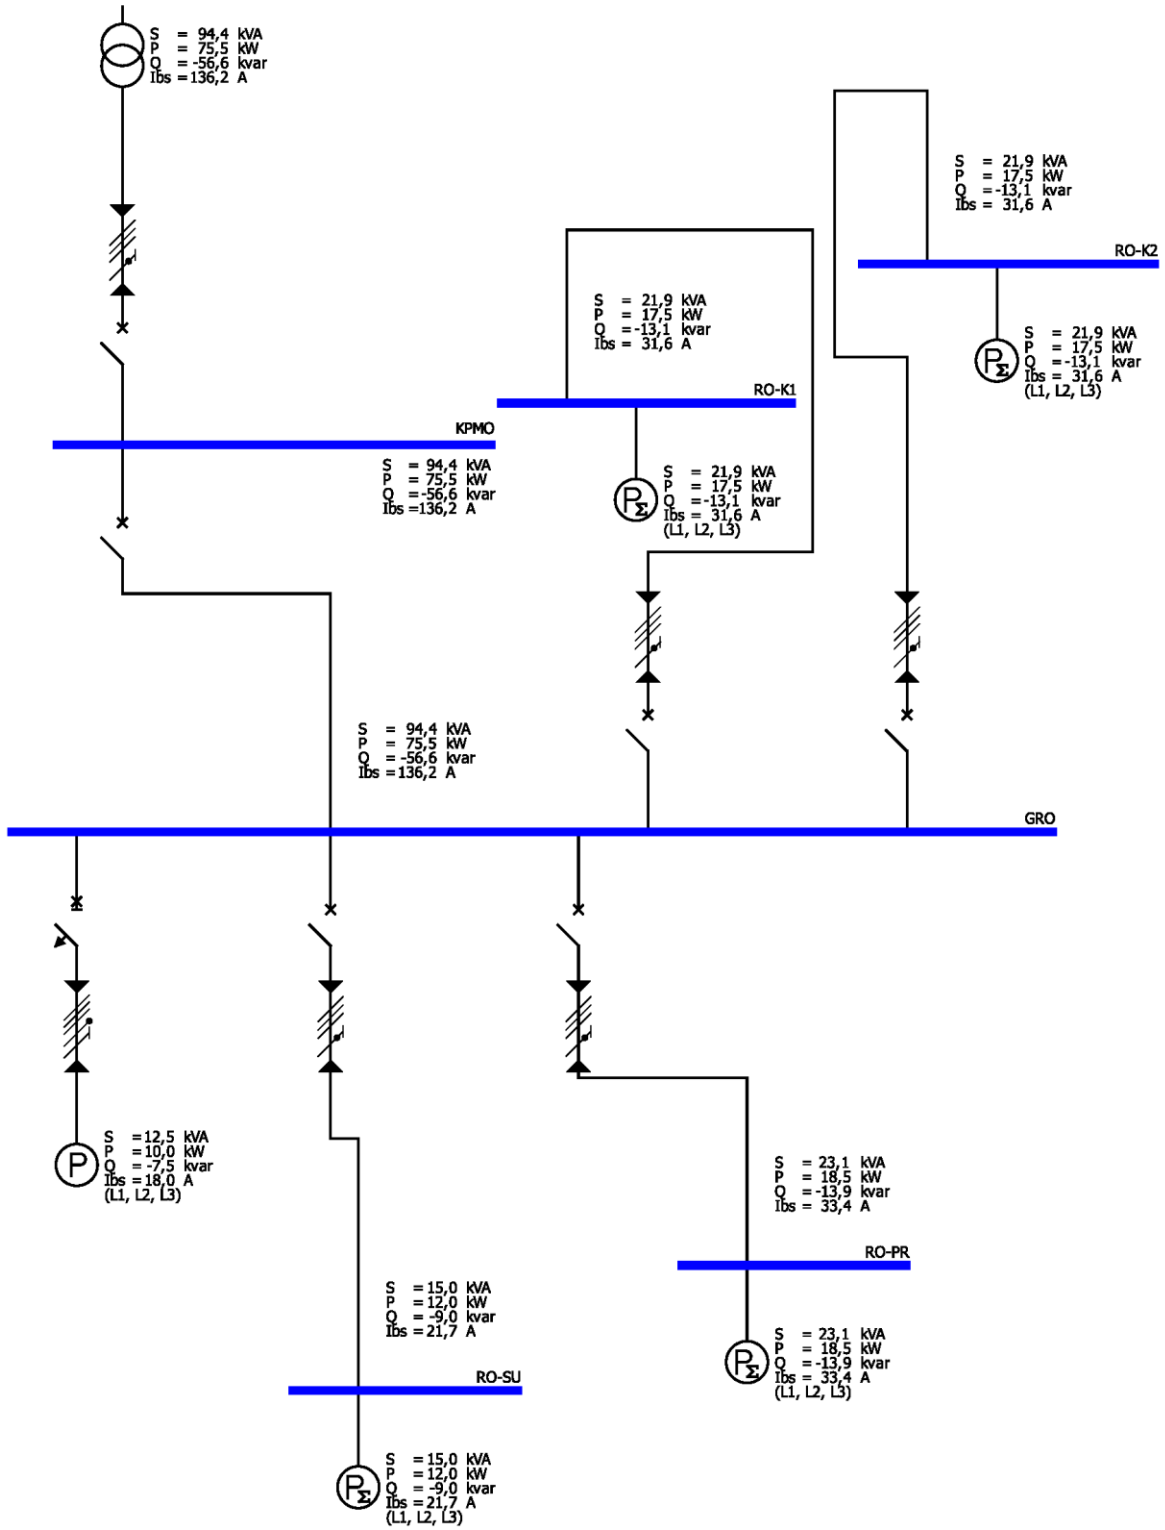 S = 94,4 kVA
P = 75,5 kW
Q = -56,6 kvar
Ibs = 136,2 A
S = 21,9 kVA
P = 17,5 kW
Q = -13,1 kvar
Ibs = 31,6 A
RO-K2
S = 21,9 kVA
P = 17,5 kW
Q = -13,1 kvar
Ibs = 31,6 A
(L1, L2, L3)
PΣ
S = 21,9 kVA
P = 17,5 kW
Q = -13,1 kvar
Ibs = 31,6 A
RO-K1
KPMO
S = 94,4 kVA
P = 75,5 kW
Q = -56,6 kvar
Ibs = 136,2 A
S = 21,9 kVA
P = 17,5 kW
Q = -13,1 kvar
Ibs = 31,6 A
(L1, L2, L3)
PΣ
S = 94,4 kVA
P = 75,5 kW
Q = -56,6 kvar
Ibs = 136,2 A
GRO
S = 12,5 kVA
P = 10,0 kW
Q = -7,5 kvar
Ibs = 18,0 A
(L1, L2, L3)
P
S = 23,1 kVA
P = 18,5 kW
Q = -13,9 kvar
Ibs = 33,4 A
RO-PR
S = 15,0 kVA
P = 12,0 kW
Q = -9,0 kvar
Ibs = 21,7 A
RO-SU
S = 23,1 kVA
P = 18,5 kW
Q = -13,9 kvar
Ibs = 33,4 A
(L1, L2, L3)
PΣ
S = 15,0 kVA
P = 12,0 kW
Q = -9,0 kvar
Ibs = 21,7 A
(L1, L2, L3)
PΣ